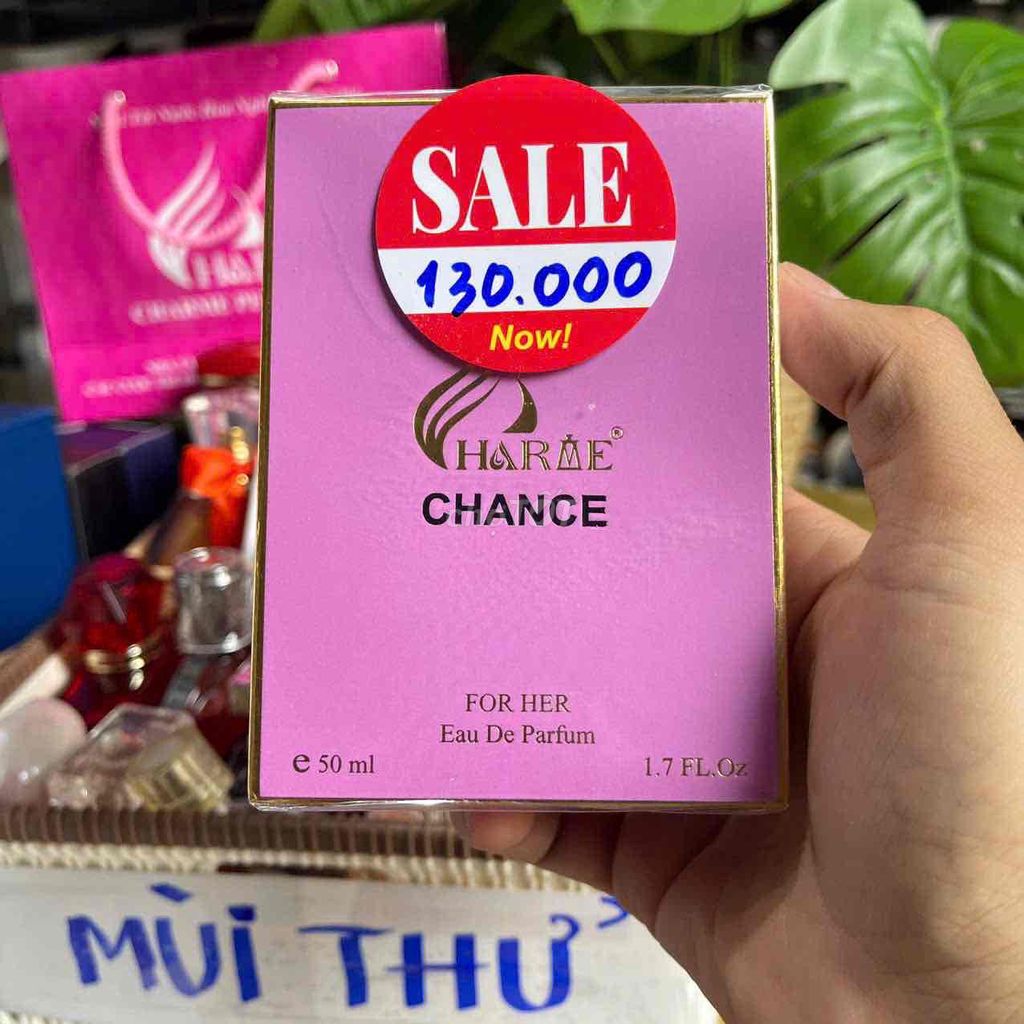 SALE
130.000
Now!
CHARME®
CHANCE
FOR HER
Eau De Parfum
e 50 ml
1.7 FL.Oz
MÙI THỬ